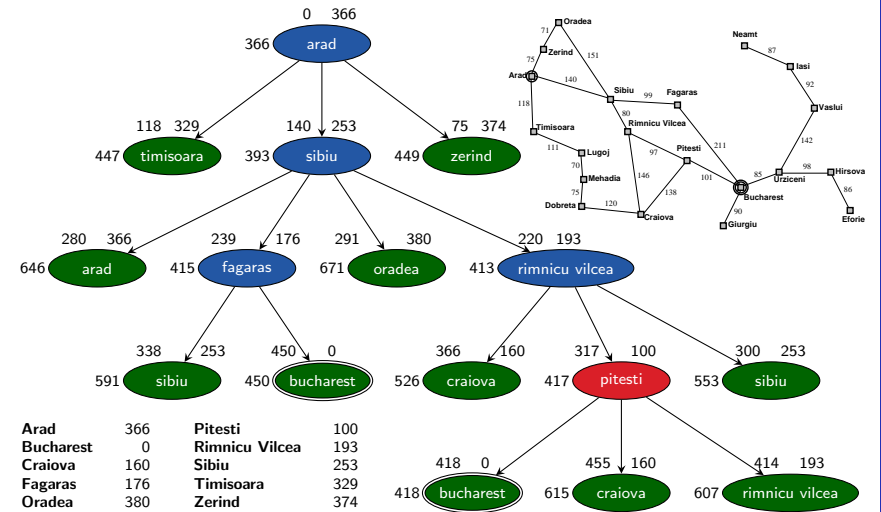 0 366
366 arad
118 329
447 timisoara
140 253
393 sibiu
75 374
449 zerind
280 366
646 arad
239 176
415 fagaras
291 380
671 oradea
220 193
413 rimnicu vilcea
338 253
591 sibiu
450 0
450 bucharest
366 160
526 craiova
317 100
417 pitesti
300 253
553 sibiu
418 0
418 bucharest
455 160
615 craiova
414 193
607 rimnicu vilcea
Arad 366 Pitesti 100
Bucharest 0 Rimnicu Vilcea 193
Craiova 160 Sibiu 253
Fagaras 176 Timisoara 329
Oradea 380 Zerind 374
Oradea
71
Zerind
75
151
Arad
140
118
Sibiu
99
Fagaras
80
Timisoara
Rimnicu Vilcea
111
Lugoj
97
Pitesti
211
70
Mehadia
146
101
75
138
Dobreta
120
Craiova
Bucharest
90
Giurgiu
85
Urziceni
98
Hirsova
86
Eforie
142
Vaslui
92
Iasi
87
Neamt